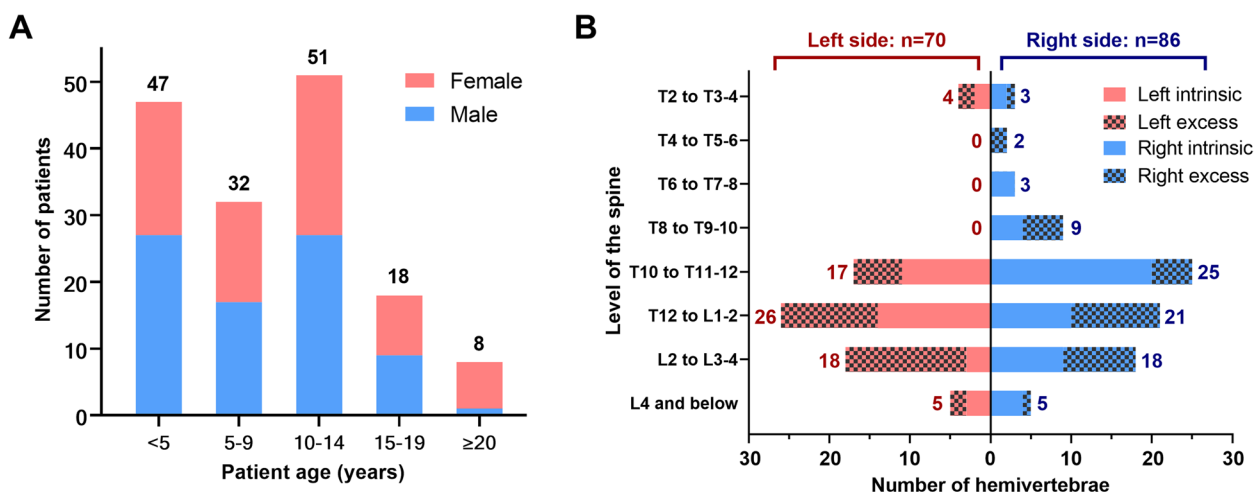 A
47
32
51
18
8
Female
Male
Number of patients
50
40
30
20
10
0
<5
5-9
10-14
15-19
≥20
Patient age (years)
B
Left side: n=70
Right side: n=86
Left intrinsic
Left excess
Right intrinsic
Right excess
Level of the spine
T2 to T3-4
4
3
T4 to T5-6
0
2
T6 to T7-8
0
3
T8 to T9-10
0
9
T10 to T11-12
17
25
T12 to L1-2
26
21
L2 to L3-4
18
18
L4 and below
5
5
30
20
10
0
10
20
30
Number of hemivertebrae